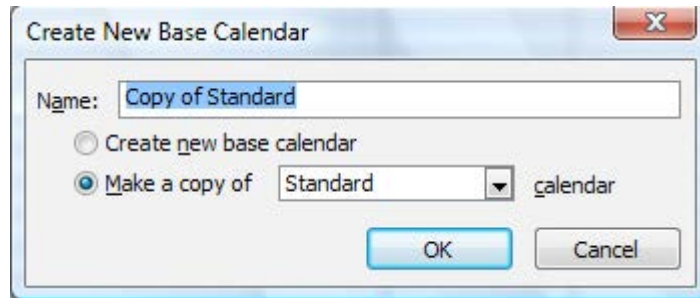 Create New Base Calendar
Name: Copy of Standard
Create new base calendar
Make a copy of Standard calendar
OK Cancel